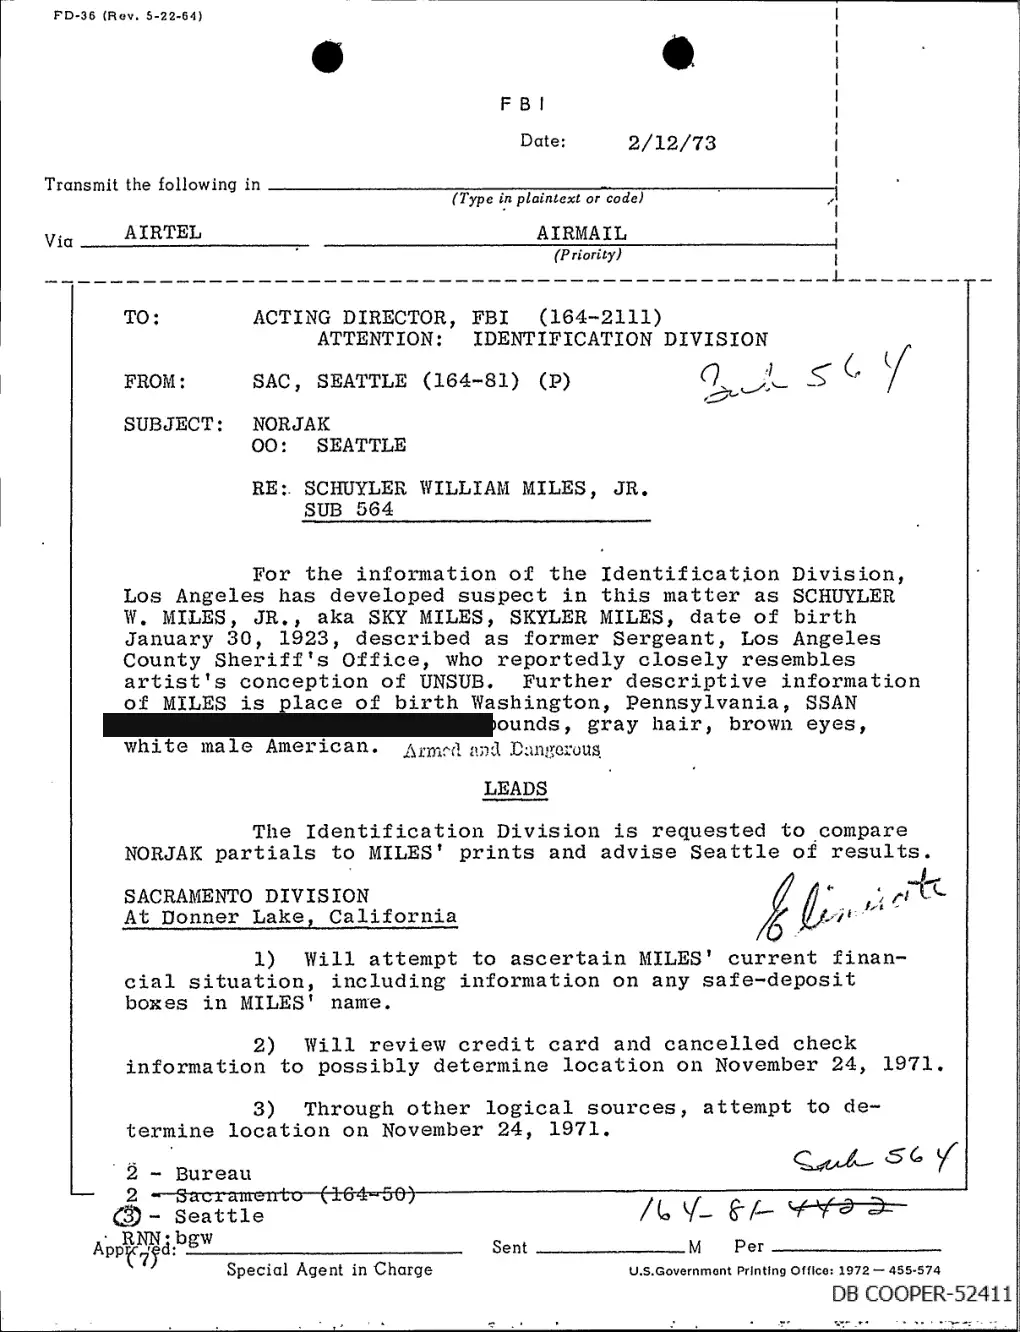 FD-36 (Rev. 5-22-64)
F B I
Date: 2/12/73
Transmit the following in
(Type in plaintext or code)
Via AIRTEL AIRMAIL
(Priority)
TO: ACTING DIRECTOR, FBI (164-2111)
ATTENTION: IDENTIFICATION DIVISION
FROM: SAC, SEATTLE (164-81) (P)
Sub 564
SUBJECT: NORJAK
OO: SEATTLE
RE: SCHUYLER WILLIAM MILES, JR.
SUB 564
For the information of the Identification Division,
Los Angeles has developed suspect in this matter as SCHUYLER
W. MILES, JR., aka SKY MILES, SKYLER MILES, date of birth
January 30, 1923, described as former Sergeant, Los Angeles
County Sheriff's Office, who reportedly closely resembles
artist's conception of UNSUB. Further descriptive information
of MILES is place of birth Washington, Pennsylvania, SSAN
ounds, gray hair, brown eyes,
white male American. Armed and Dangerous
LEADS
The Identification Division is requested to compare
NORJAK partials to MILES' prints and advise Seattle of results.
SACRAMENTO DIVISION
At Donner Lake, California
Eliminate
1) Will attempt to ascertain MILES' current finan-
cial situation, including information on any safe-deposit
boxes in MILES' name.
2) Will review credit card and cancelled check
information to possibly determine location on November 24, 1971.
3) Through other logical sources, attempt to de-
termine location on November 24, 1971.
Sub 564
2 - Bureau
2 - Sacramento (164-50)
3 - Seattle
164-81-4422
RNN:bgw
(7)
Approved: Sent M Per
Special Agent in Charge
U.S.Government Printing Office: 1972 — 455-574
DB COOPER-52411